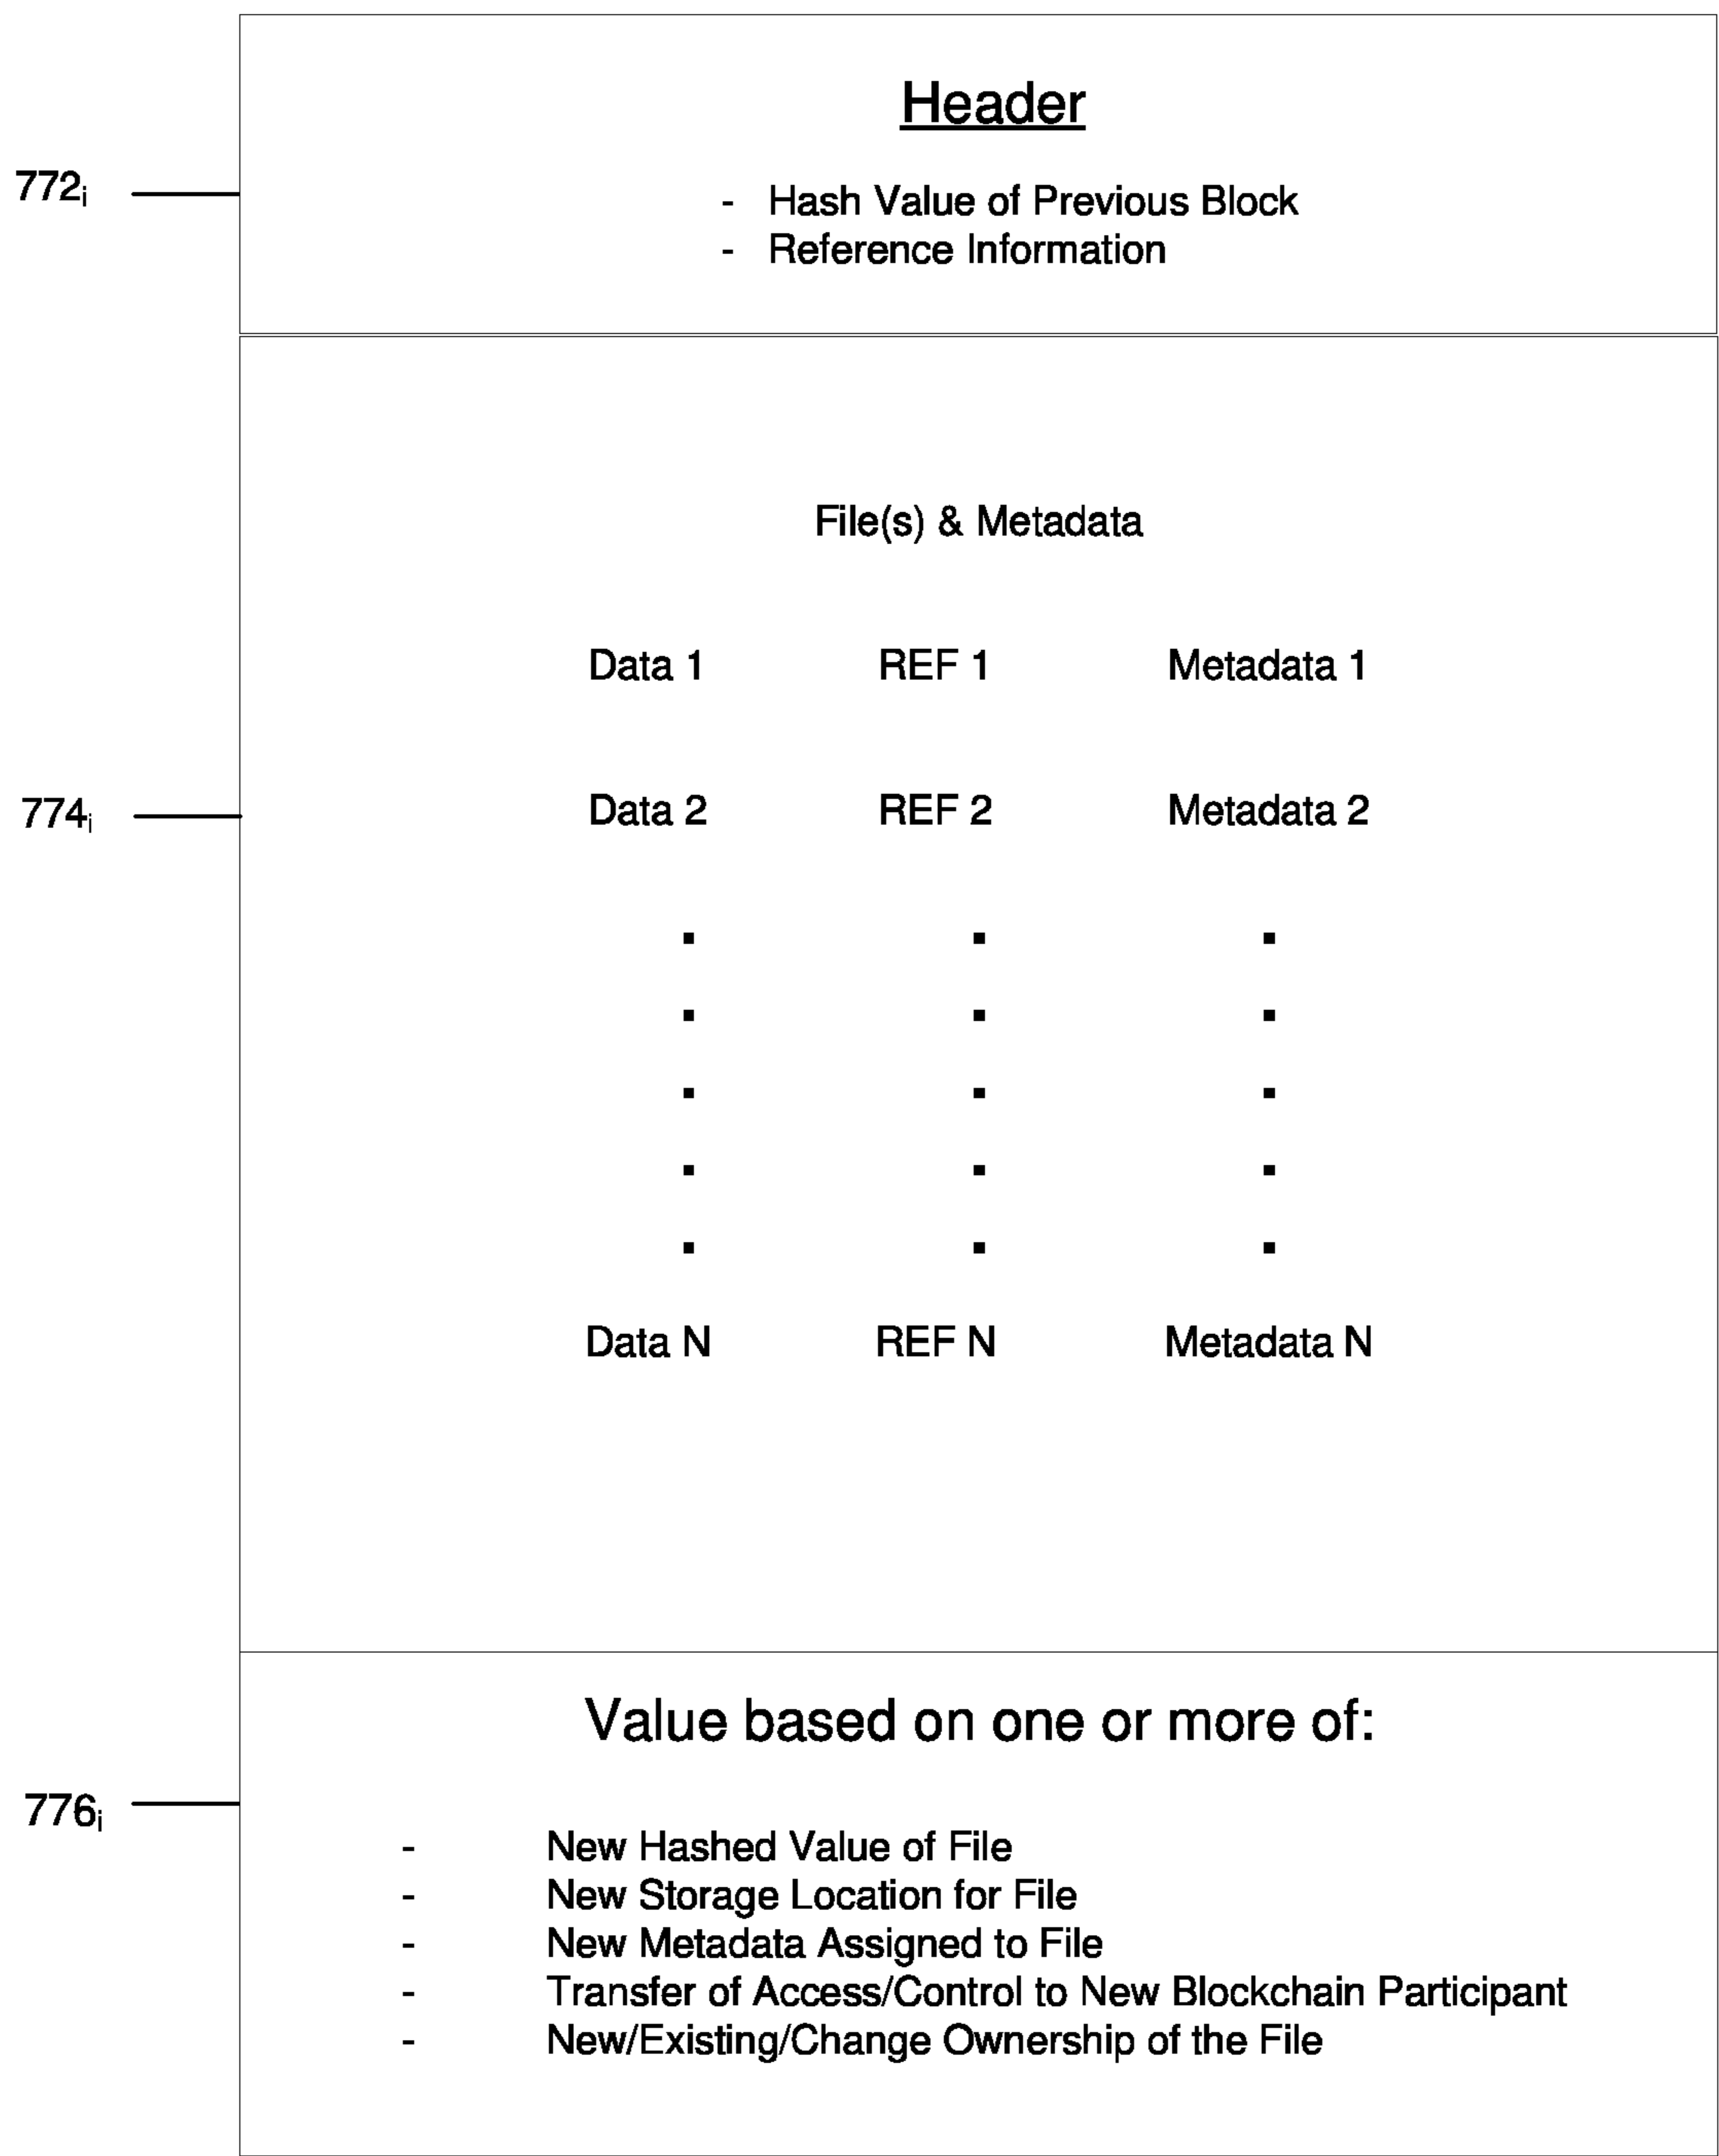 Header
772i
- Hash Value of Previous Block
- Reference Information
File(s) & Metadata
Data 1 REF 1 Metadata 1
774i
Data 2 REF 2 Metadata 2
Data N REF N Metadata N
Value based on one or more of:
776i
- New Hashed Value of File
- New Storage Location for File
- New Metadata Assigned to File
- Transfer of Access/Control to New Blockchain Participant
- New/Existing/Change Ownership of the File